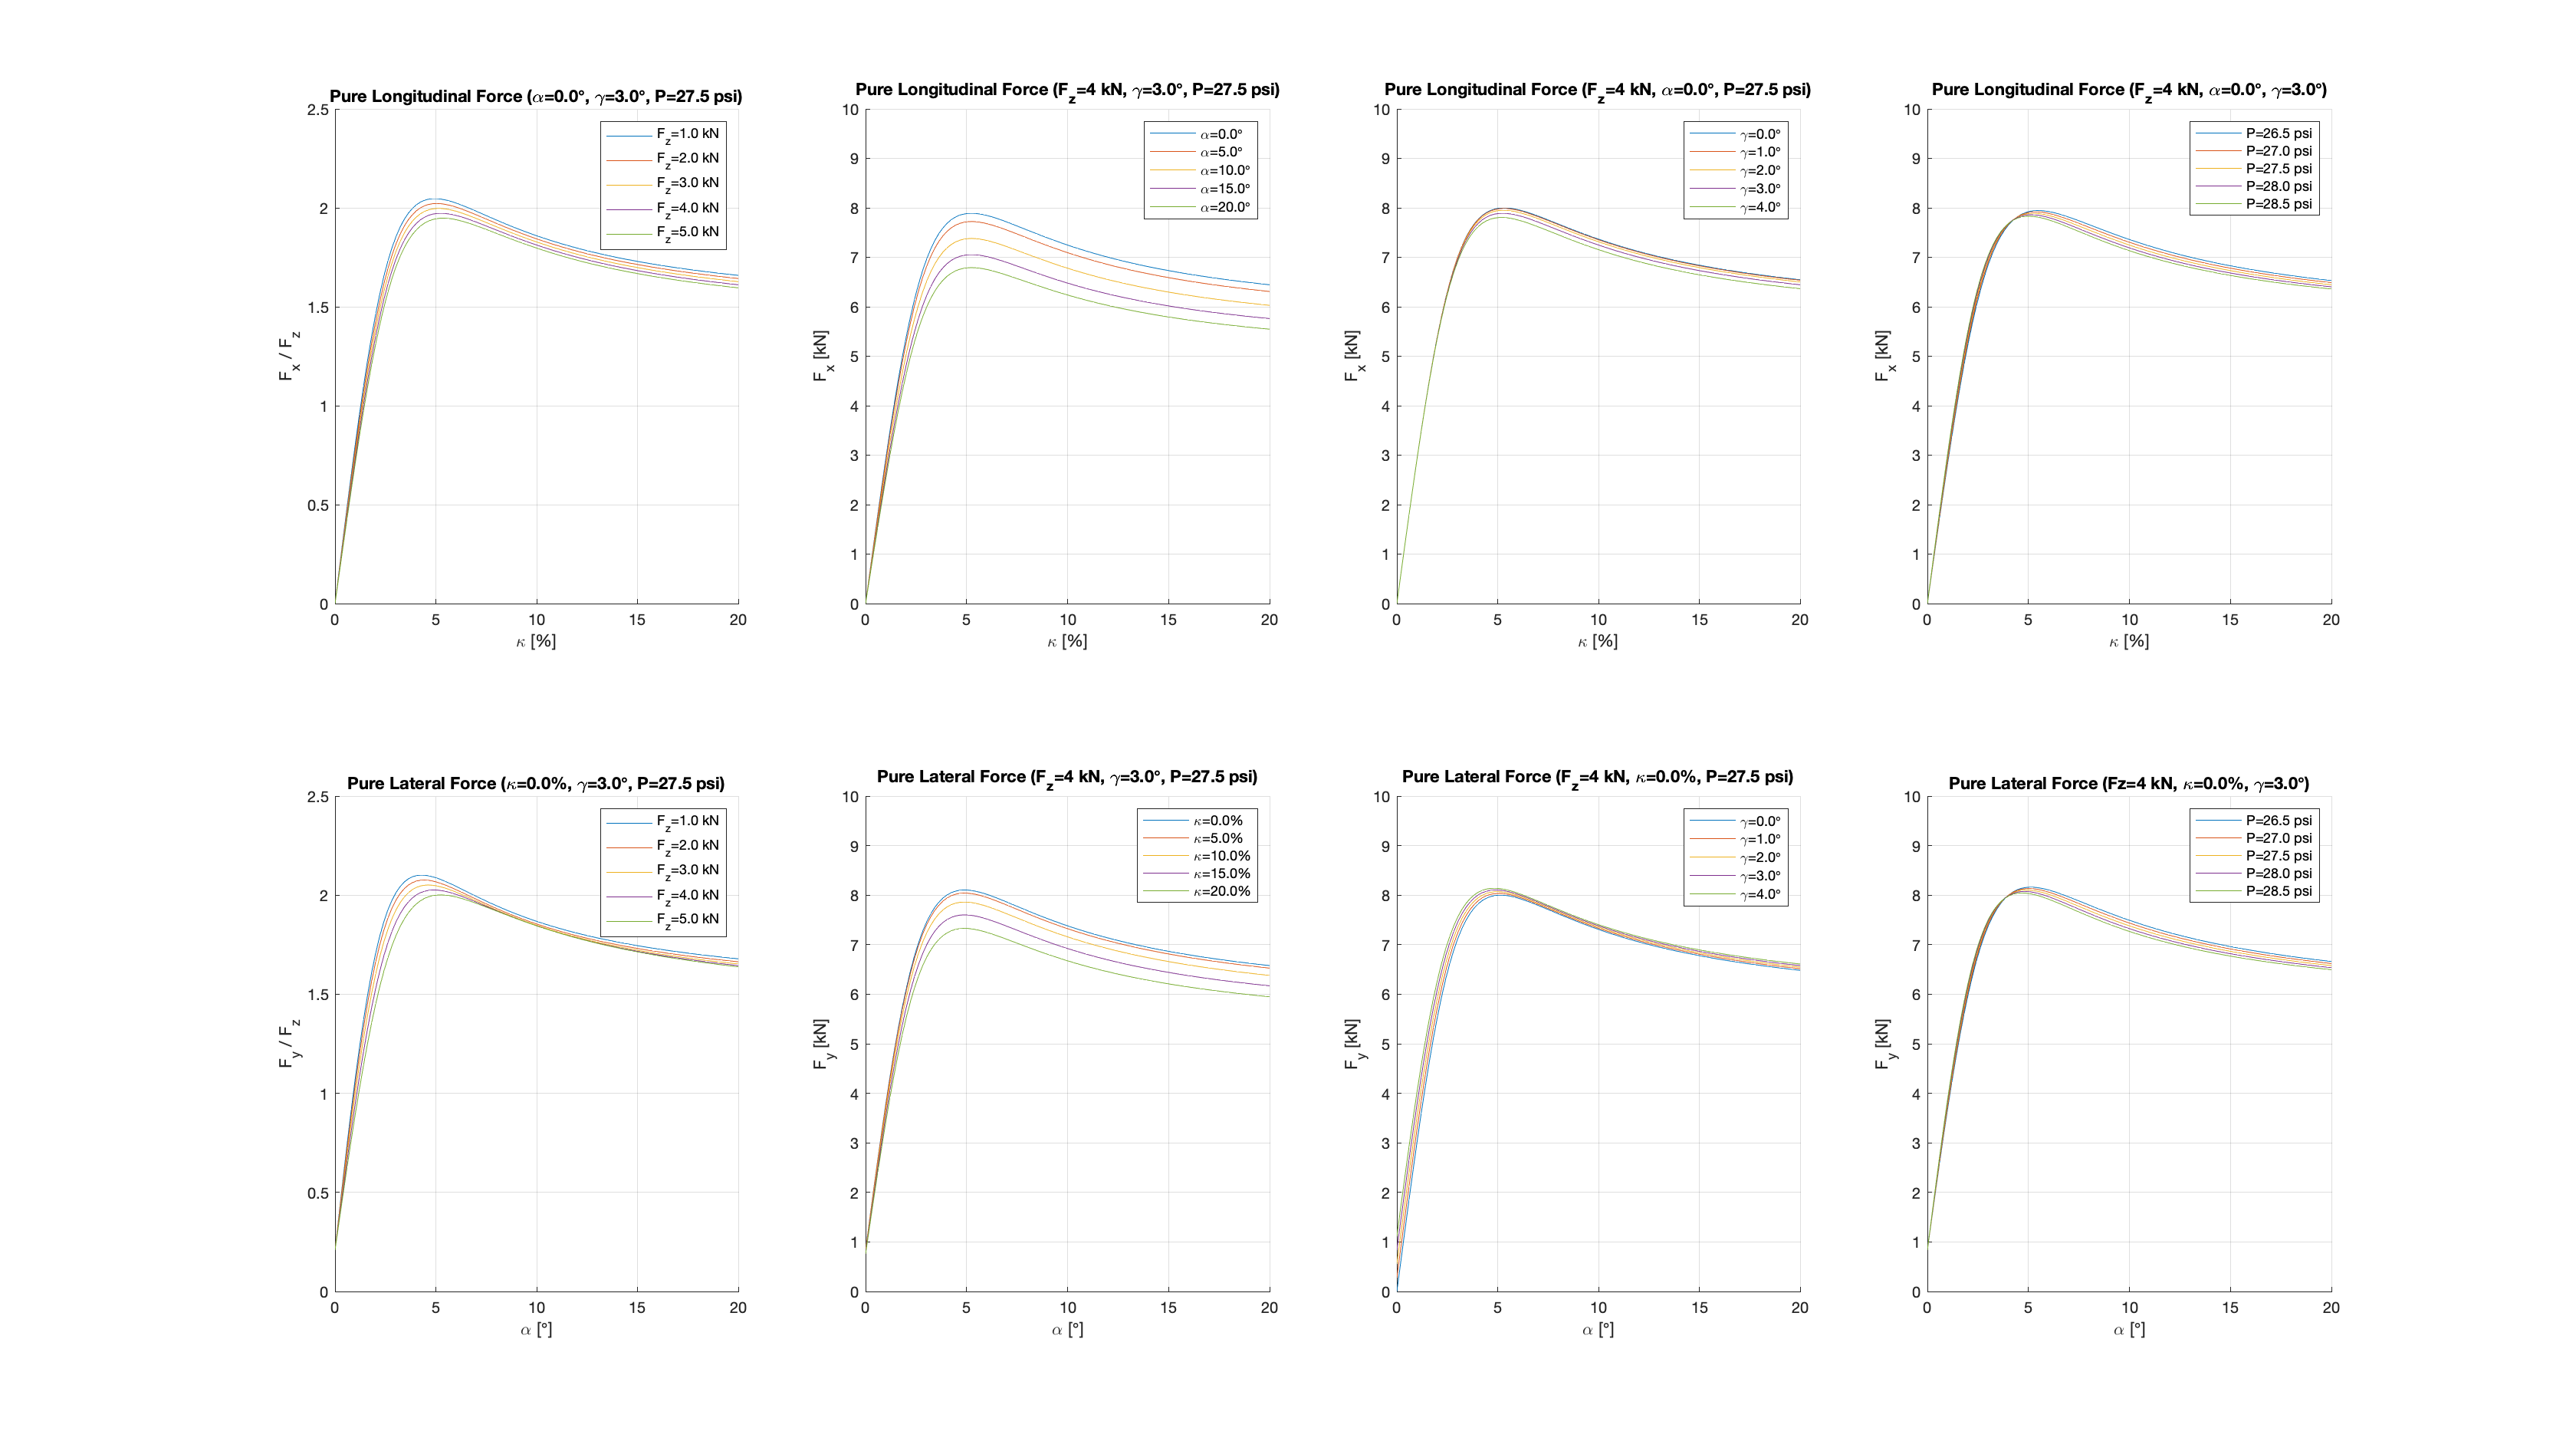 Pure Longitudinal Force (α=0.0°, γ=3.0°, P=27.5 psi)
2.5
2
1.5
1
0.5
0
F_x / F_z
0 5 10 15 20
κ [%]
F_z=1.0 kN
F_z=2.0 kN
F_z=3.0 kN
F_z=4.0 kN
F_z=5.0 kN
Pure Longitudinal Force (F_z=4 kN, γ=3.0°, P=27.5 psi)
10
9
8
7
6
5
4
3
2
1
0
F_x [kN]
0 5 10 15 20
κ [%]
α=0.0°
α=5.0°
α=10.0°
α=15.0°
α=20.0°
Pure Longitudinal Force (F_z=4 kN, α=0.0°, P=27.5 psi)
10
9
8
7
6
5
4
3
2
1
0
F_x [kN]
0 5 10 15 20
κ [%]
γ=0.0°
γ=1.0°
γ=2.0°
γ=3.0°
γ=4.0°
Pure Longitudinal Force (F_z=4 kN, α=0.0°, γ=3.0°)
10
9
8
7
6
5
4
3
2
1
0
F_x [kN]
0 5 10 15 20
κ [%]
P=26.5 psi
P=27.0 psi
P=27.5 psi
P=28.0 psi
P=28.5 psi
Pure Lateral Force (κ=0.0%, γ=3.0°, P=27.5 psi)
2.5
2
1.5
1
0.5
0
F_y / F_z
0 5 10 15 20
α [°]
F_z=1.0 kN
F_z=2.0 kN
F_z=3.0 kN
F_z=4.0 kN
F_z=5.0 kN
Pure Lateral Force (F_z=4 kN, γ=3.0°, P=27.5 psi)
10
9
8
7
6
5
4
3
2
1
0
F_y [kN]
0 5 10 15 20
α [°]
κ=0.0%
κ=5.0%
κ=10.0%
κ=15.0%
κ=20.0%
Pure Lateral Force (F_z=4 kN, κ=0.0%, P=27.5 psi)
10
9
8
7
6
5
4
3
2
1
0
F_y [kN]
0 5 10 15 20
α [°]
γ=0.0°
γ=1.0°
γ=2.0°
γ=3.0°
γ=4.0°
Pure Lateral Force (Fz=4 kN, κ=0.0%, γ=3.0°)
10
9
8
7
6
5
4
3
2
1
0
F_y [kN]
0 5 10 15 20
α [°]
P=26.5 psi
P=27.0 psi
P=27.5 psi
P=28.0 psi
P=28.5 psi